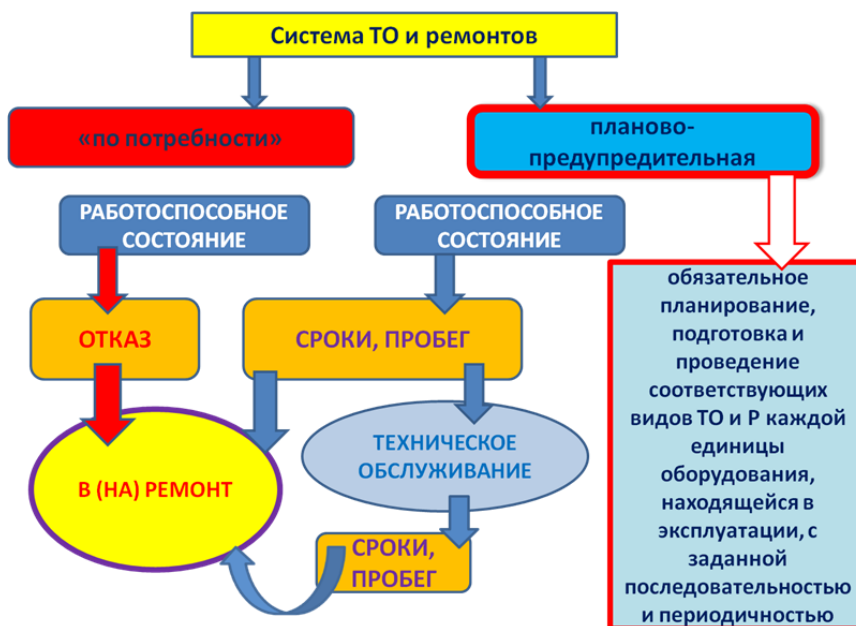 Система ТО и ремонтов
«по потребности»
планово-
предупредительная
РАБОТОСПОСОБНОЕ
СОСТОЯНИЕ
РАБОТОСПОСОБНОЕ
СОСТОЯНИЕ
ОТКАЗ
СРОКИ, ПРОБЕГ
В (НА) РЕМОНТ
ТЕХНИЧЕСКОЕ
ОБСЛУЖИВАНИЕ
СРОКИ,
ПРОБЕГ
обязательное
планирование,
подготовка и
проведение
соответствующих
видов ТО и Р каждой
единицы
оборудования,
находящейся в
эксплуатации, с
заданной
последовательностью
и периодичностью